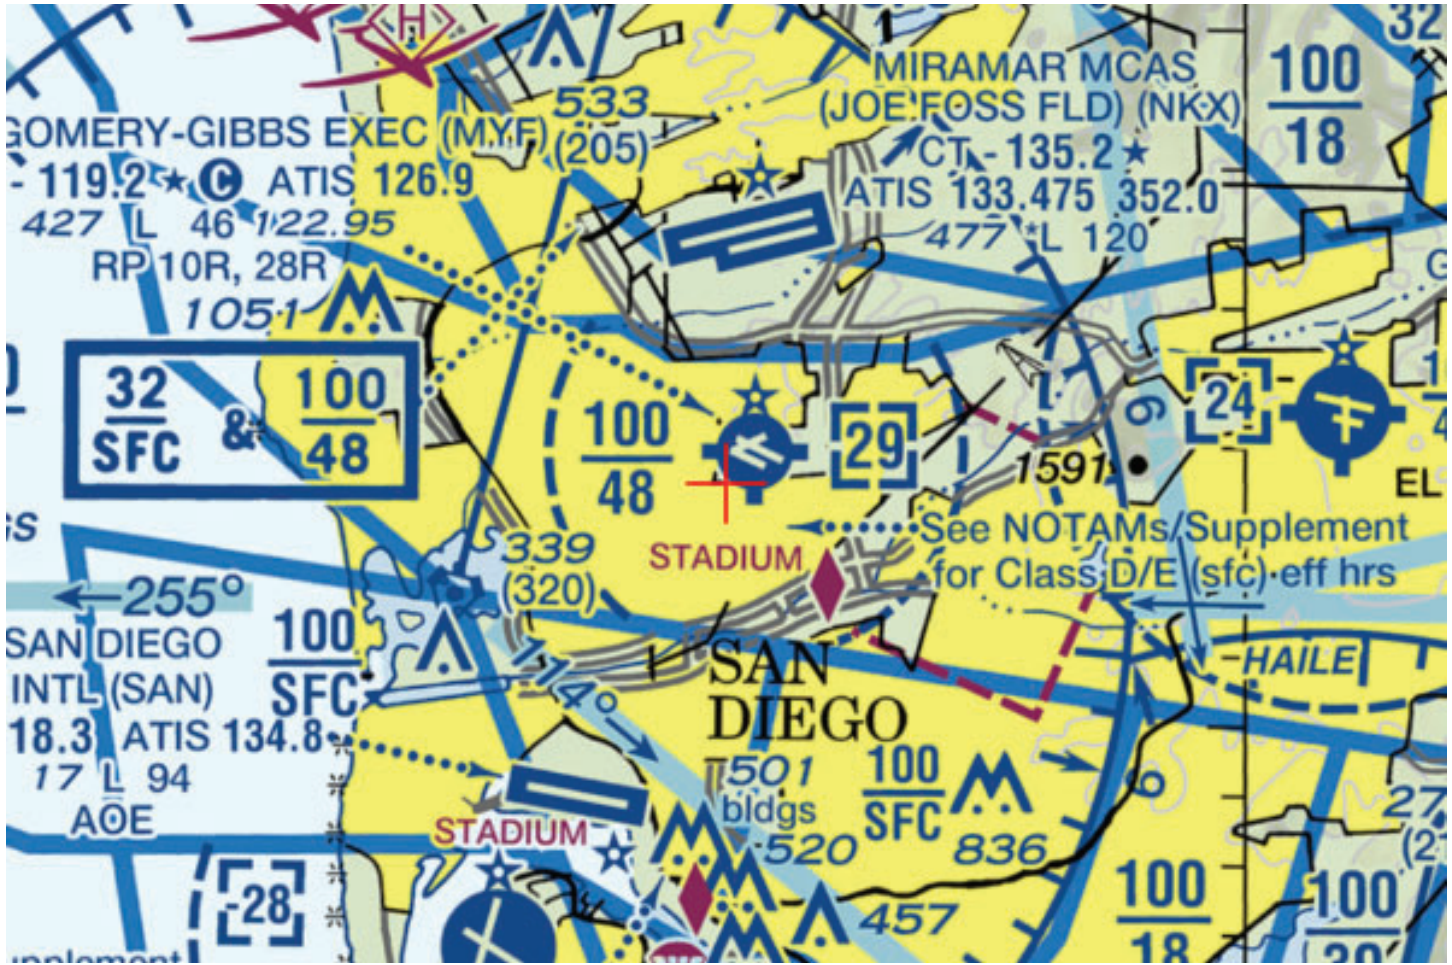 H
32
533
(205)
MIRAMAR MCAS
(JOE FOSS FLD) (NKX)
CT - 135.2 ★
ATIS 133.475 352.0
477 *L 120
100
18
GOMERY-GIBBS EXEC (MYF)
- 119.2 ★ C ATIS 126.9
427 L 46 122.95
RP 10R, 28R
1051
32
SFC
&
100
48
100
48
29
24
6
1591
EL
339
(320)
STADIUM
See NOTAMs/Supplement
for Class D/E (sfc) eff hrs
255°
SAN DIEGO
INTL (SAN)
18.3 ATIS 134.8
17 L 94
AOE
100
SFC
114°
SAN
DIEGO
HAILE
501
bldgs
520
100
SFC
836
6
STADIUM
-28
457
100
18
100
27